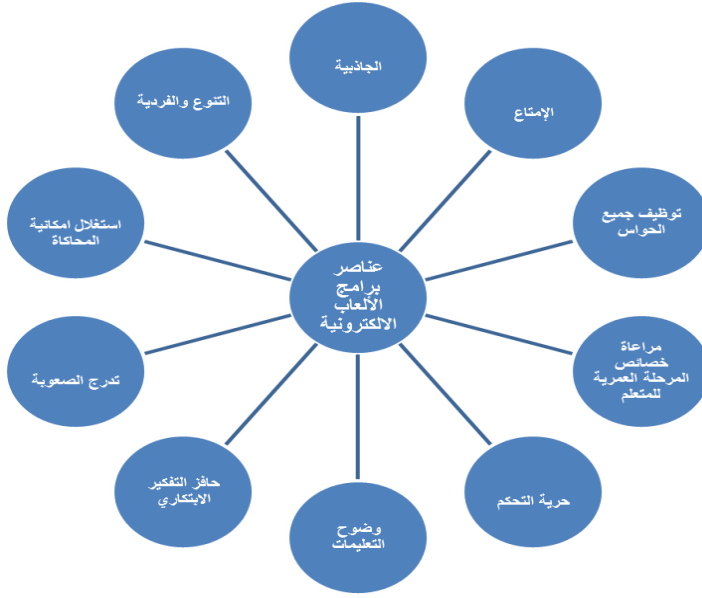 عناصر
برامج
الألعاب
الالكترونية
الجاذبية
الإمتاع
توظيف جميع
الحواس
مراعاة
خصائص
المرحلة العمرية
للمتعلم
حرية التحكم
وضوح
التعليمات
حافز التفكير
الابتكاري
تدرج الصعوبة
استغلال امكانية
المحاكاة
التنوع والفردية